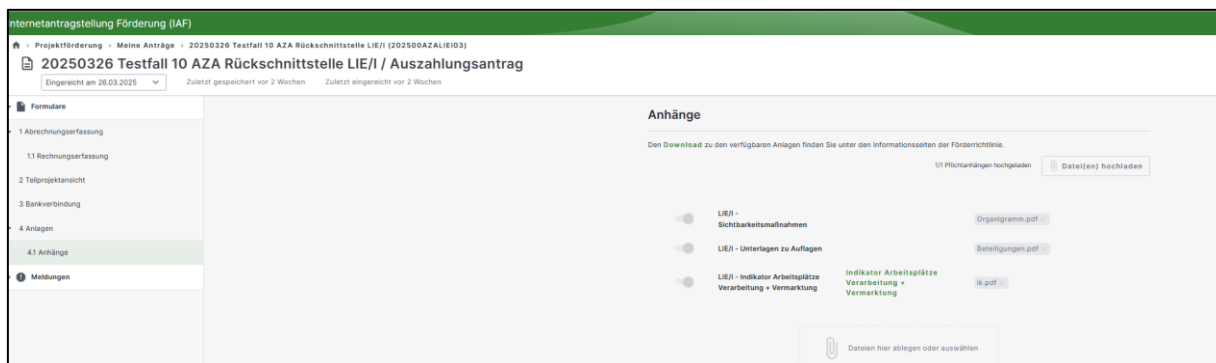 nternetantragstellung Förderung (IAF)
Projektförderung › Meine Anträge › 20250326 Testfall 10 AZA Rückschnittstelle LIE/I (202500AZALIEI03)
20250326 Testfall 10 AZA Rückschnittstelle LIE/I / Auszahlungsantrag
Eingereicht am 26.03.2025 Zuletzt gespeichert vor 2 Wochen Zuletzt eingereicht vor 2 Wochen
Formulare
1 Abrechnungserfassung
1.1 Rechnungserfassung
2 Teilprojektansicht
3 Bankverbindung
4 Anlagen
4.1 Anhänge
Meldungen
Anhänge
Den Download zu den verfügbaren Anlagen finden Sie unter den Informationsseiten der Förderrichtlinie.
1/1 Pflichtanhängen hochgeladen Datei(en) hochladen
LIE/I -
Sichtbarkeitsmaßnahmen
Organigramm.pdf ×
LIE/I - Unterlagen zu Auflagen
Beteiligungen.pdf ×
LIE/I - Indikator Arbeitsplätze
Verarbeitung + Vermarktung
Indikator Arbeitsplätze
Verarbeitung +
Vermarktung
ik.pdf ×
Dateien hier ablegen oder auswählen